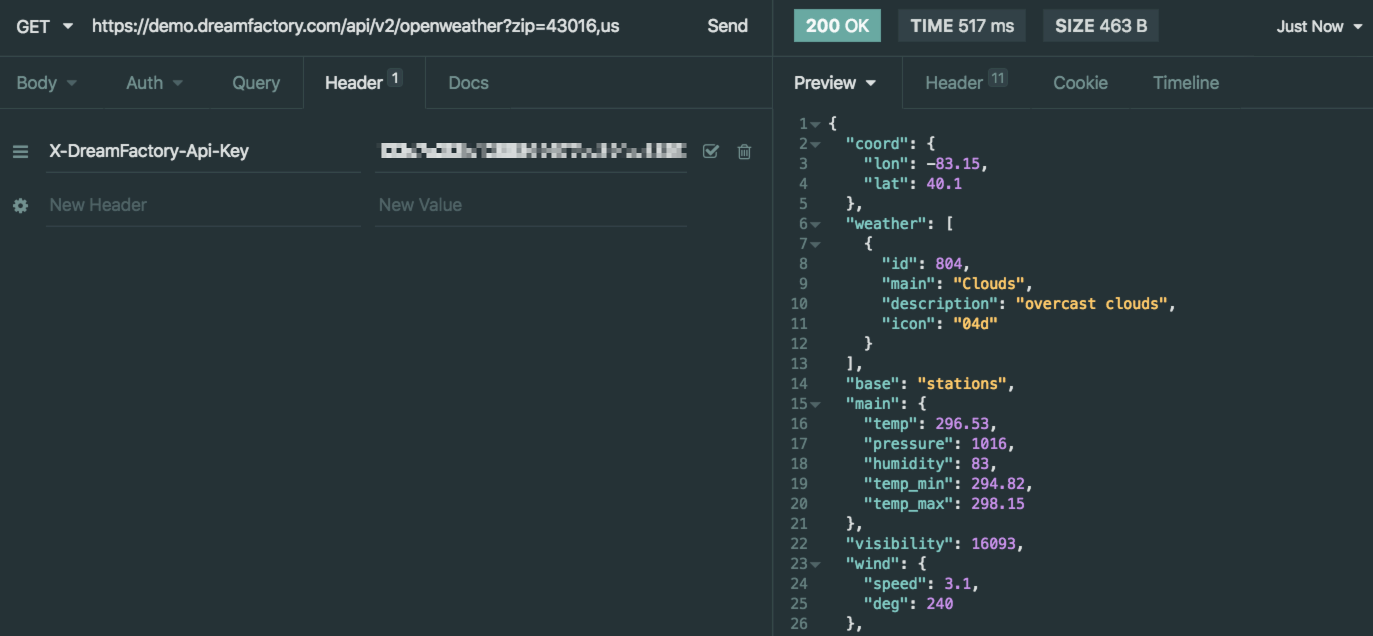 GET https://demo.dreamfactory.com/api/v2/openweather?zip=43016,us Send
Body Auth Query Header 1 Docs
X-DreamFactory-Api-Key
New Header New Value
200 OK TIME 517 ms SIZE 463 B Just Now
Preview Header 11 Cookie Timeline
1 {
2 "coord": {
3 "lon": -83.15,
4 "lat": 40.1
5 },
6 "weather": [
7 {
8 "id": 804,
9 "main": "Clouds",
10 "description": "overcast clouds",
11 "icon": "04d"
12 }
13 ],
14 "base": "stations",
15 "main": {
16 "temp": 296.53,
17 "pressure": 1016,
18 "humidity": 83,
19 "temp_min": 294.82,
20 "temp_max": 298.15
21 },
22 "visibility": 16093,
23 "wind": {
24 "speed": 3.1,
25 "deg": 240
26 },